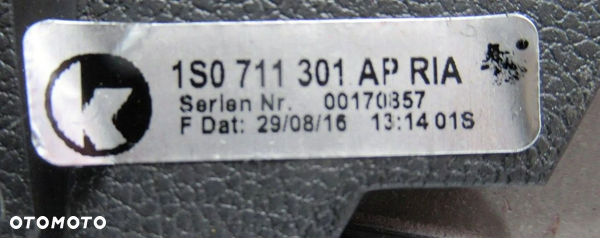 K
1S0 711 301 AP RIA
Serien Nr. 00170857
F Dat: 29/08/16 13:14 01S
OTOMOTO